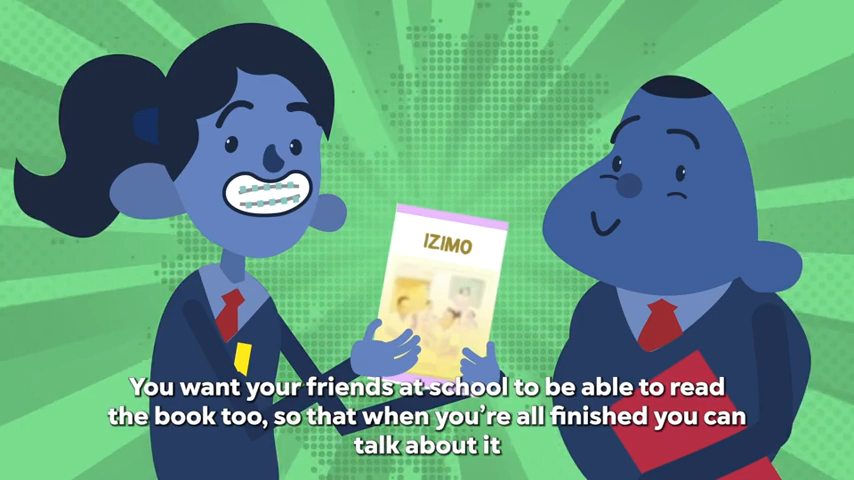 IZIMO
You want your friends at school to be able to read
the book too, so that when you're all finished you can
talk about it